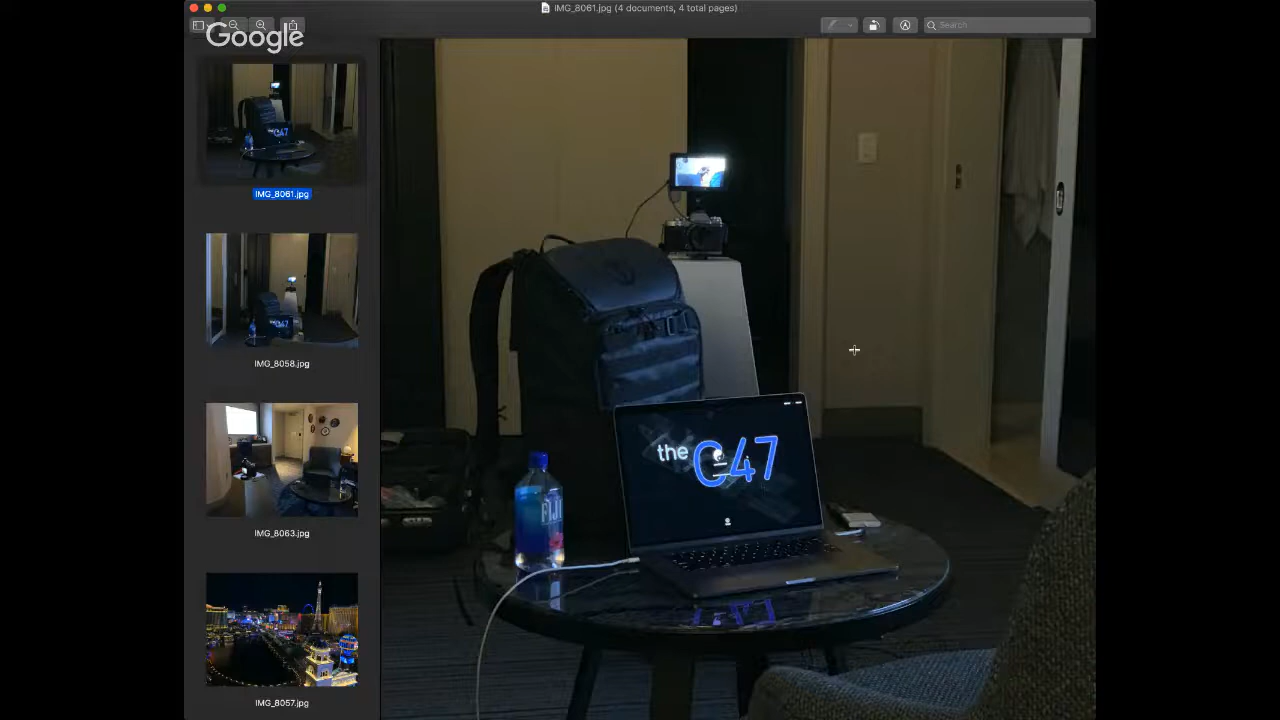 IMG_8061.jpg (4 documents, 4 total pages)
Google
Search
IMG_8061.jpg
IMG_8058.jpg
IMG_8063.jpg
IMG_8057.jpg
the C47
FIJI